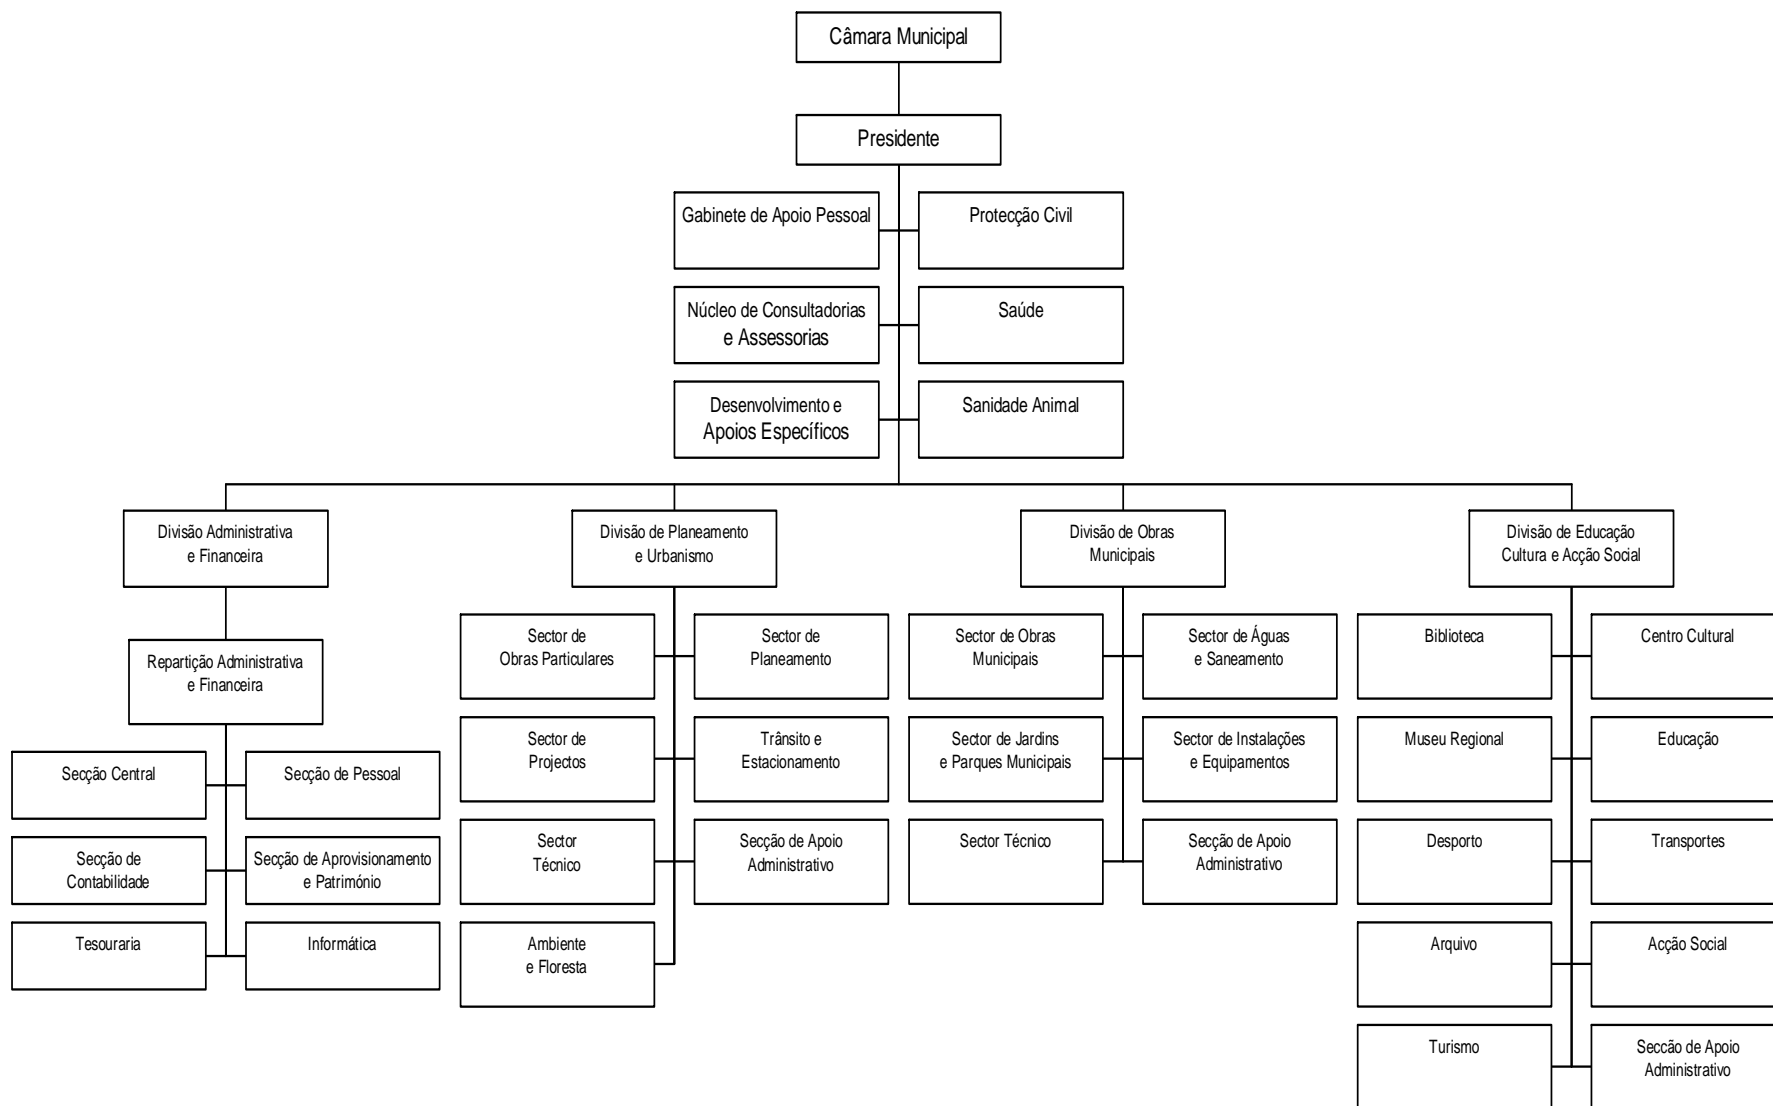 Câmara Municipal
Presidente
Gabinete de Apoio Pessoal
Protecção Civil
Núcleo de Consultadorias
e Assessorias
Saúde
Desenvolvimento e
Apoios Específicos
Sanidade Animal
Divisão Administrativa
e Financeira
Divisão de Planeamento
e Urbanismo
Divisão de Obras
Municipais
Divisão de Educação
Cultura e Acção Social
Repartição Administrativa
e Financeira
Secção Central
Secção de Pessoal
Secção de
Contabilidade
Secção de Aprovisionamento
e Património
Tesouraria
Informática
Sector de
Obras Particulares
Sector de
Planeamento
Sector de
Projectos
Trânsito e
Estacionamento
Sector
Técnico
Secção de Apoio
Administrativo
Ambiente
e Floresta
Sector de Obras
Municipais
Sector de Águas
e Saneamento
Sector de Jardins
e Parques Municipais
Sector de Instalações
e Equipamentos
Sector Técnico
Secção de Apoio
Administrativo
Biblioteca
Centro Cultural
Museu Regional
Educação
Desporto
Transportes
Arquivo
Acção Social
Turismo
Seccão de Apoio
Administrativo